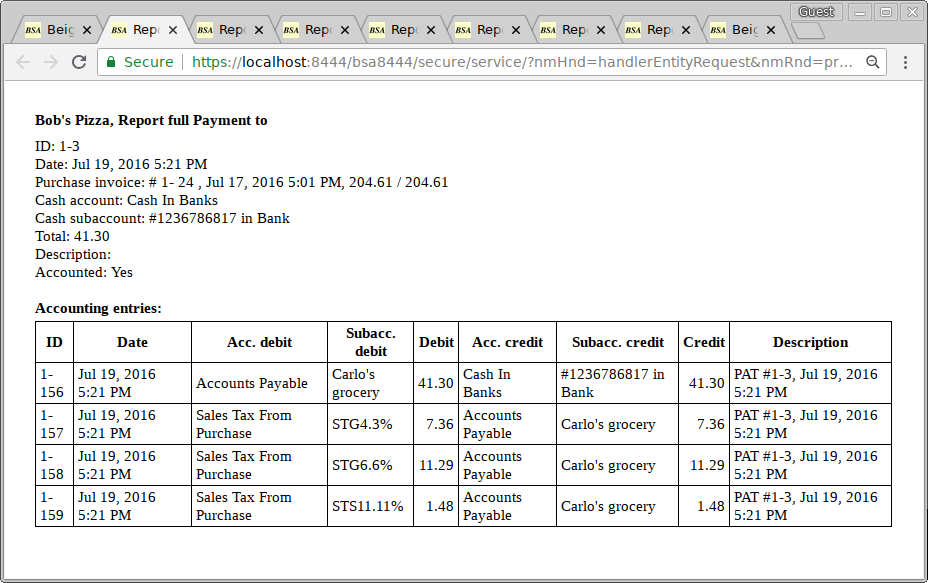 Guest
BSA Beig
BSA Repo
BSA Repo
BSA Repo
BSA Repo
BSA Repo
BSA Repo
BSA Repo
BSA Beig
Secure https://localhost:8444/bsa8444/secure/service/?nmHnd=handlerEntityRequest&nmRnd=pr...
Bob's Pizza, Report full Payment to
ID: 1-3
Date: Jul 19, 2016 5:21 PM
Purchase invoice: # 1- 24 , Jul 17, 2016 5:01 PM, 204.61 / 204.61
Cash account: Cash In Banks
Cash subaccount: #1236786817 in Bank
Total: 41.30
Description:
Accounted: Yes
Accounting entries:
ID Date Acc. debit Subacc. debit Debit Acc. credit Subacc. credit Credit Description
1-156 Jul 19, 2016 5:21 PM Accounts Payable Carlo's grocery 41.30 Cash In Banks #1236786817 in Bank 41.30 PAT #1-3, Jul 19, 2016 5:21 PM
1-157 Jul 19, 2016 5:21 PM Sales Tax From Purchase STG4.3% 7.36 Accounts Payable Carlo's grocery 7.36 PAT #1-3, Jul 19, 2016 5:21 PM
1-158 Jul 19, 2016 5:21 PM Sales Tax From Purchase STG6.6% 11.29 Accounts Payable Carlo's grocery 11.29 PAT #1-3, Jul 19, 2016 5:21 PM
1-159 Jul 19, 2016 5:21 PM Sales Tax From Purchase STS11.11% 1.48 Accounts Payable Carlo's grocery 1.48 PAT #1-3, Jul 19, 2016 5:21 PM